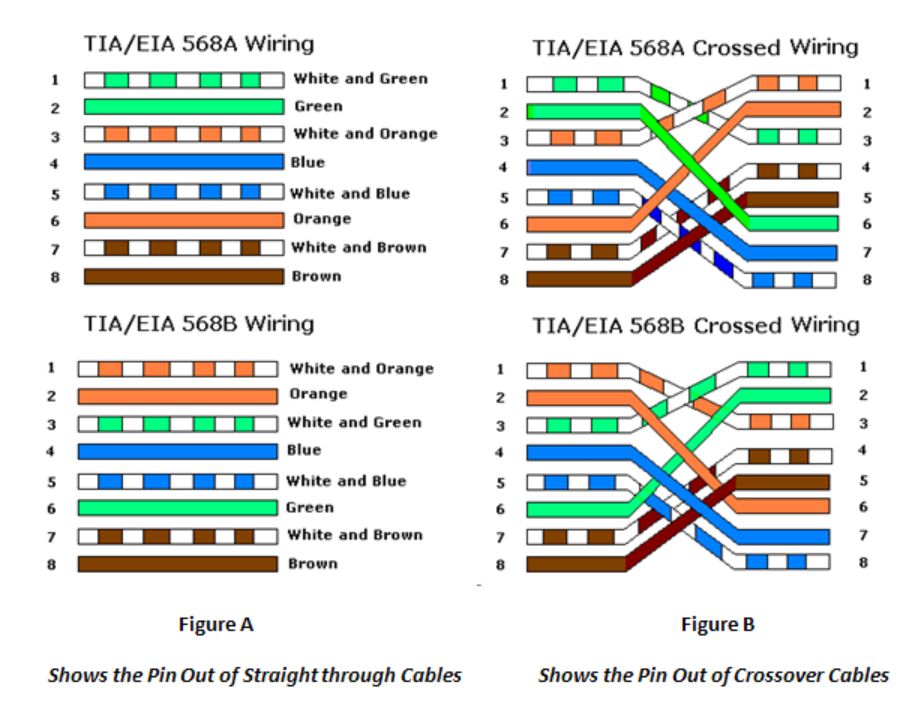 TIA/EIA 568A Wiring
1 White and Green
2 Green
3 White and Orange
4 Blue
5 White and Blue
6 Orange
7 White and Brown
8 Brown
TIA/EIA 568A Crossed Wiring
1 1
2 2
3 3
4 4
5 5
6 6
7 7
8 8
TIA/EIA 568B Wiring
1 White and Orange
2 Orange
3 White and Green
4 Blue
5 White and Blue
6 Green
7 White and Brown
8 Brown
TIA/EIA 568B Crossed Wiring
1 1
2 2
3 3
4 4
5 5
6 6
7 7
8 8
Figure A
Shows the Pin Out of Straight through Cables
Figure B
Shows the Pin Out of Crossover Cables